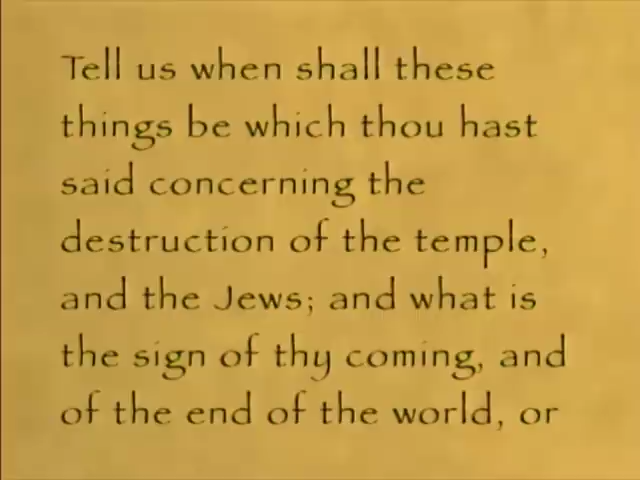 Tell us when shall these
things be which thou hast
said concerning the
destruction of the temple,
and the Jews; and what is
the sign of thy coming, and
of the end of the world, or